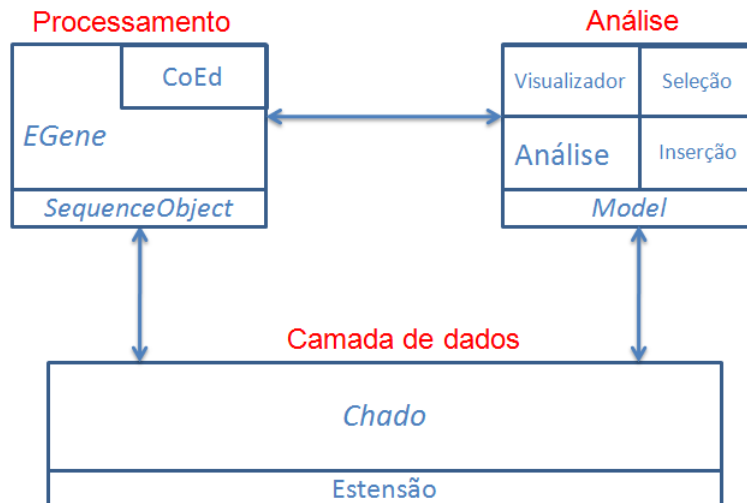 Processamento
Análise
CoEd
EGene
SequenceObject
Visualizador
Seleção
Análise
Inserção
Model
Camada de dados
Chado
Estensão